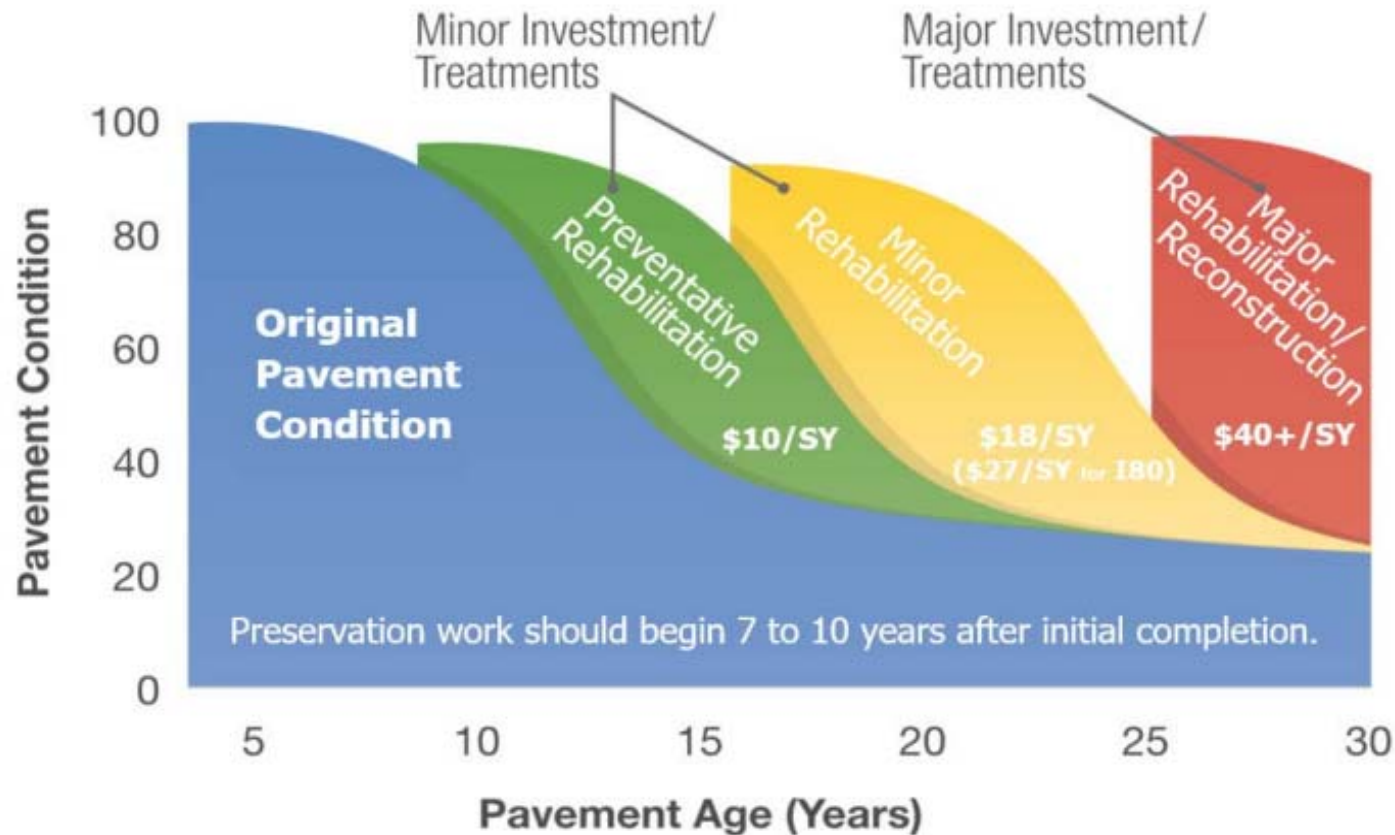 Minor Investment/
Treatments
Major Investment/
Treatments
Pavement Condition
100
80
60
40
20
0
Original
Pavement
Condition
Preventative
Rehabilitation
$10/SY
Minor
Rehabilitation
$18/SY
($27/SY for I80)
Major
Rehabilitation/
Reconstruction
$40+/SY
Preservation work should begin 7 to 10 years after initial completion.
5 10 15 20 25 30
Pavement Age (Years)